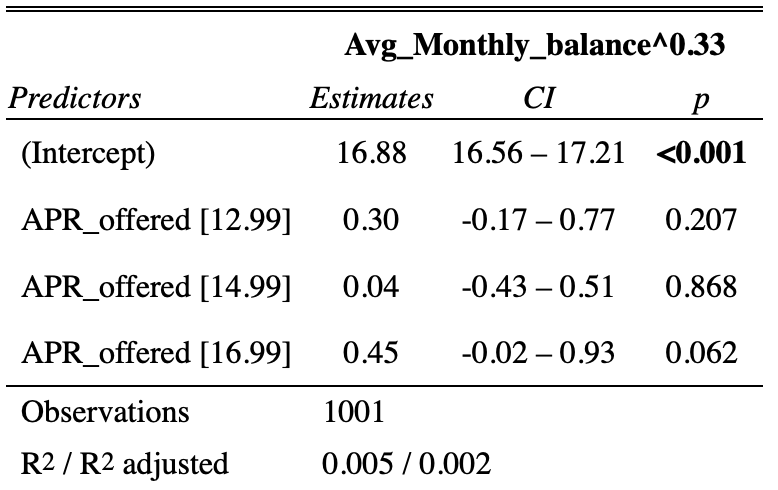 Avg_Monthly_balance^0.33
Predictors Estimates CI p
(Intercept) 16.88 16.56 – 17.21 <0.001
APR_offered [12.99] 0.30 -0.17 – 0.77 0.207
APR_offered [14.99] 0.04 -0.43 – 0.51 0.868
APR_offered [16.99] 0.45 -0.02 – 0.93 0.062
Observations 1001
R2 / R2 adjusted 0.005 / 0.002